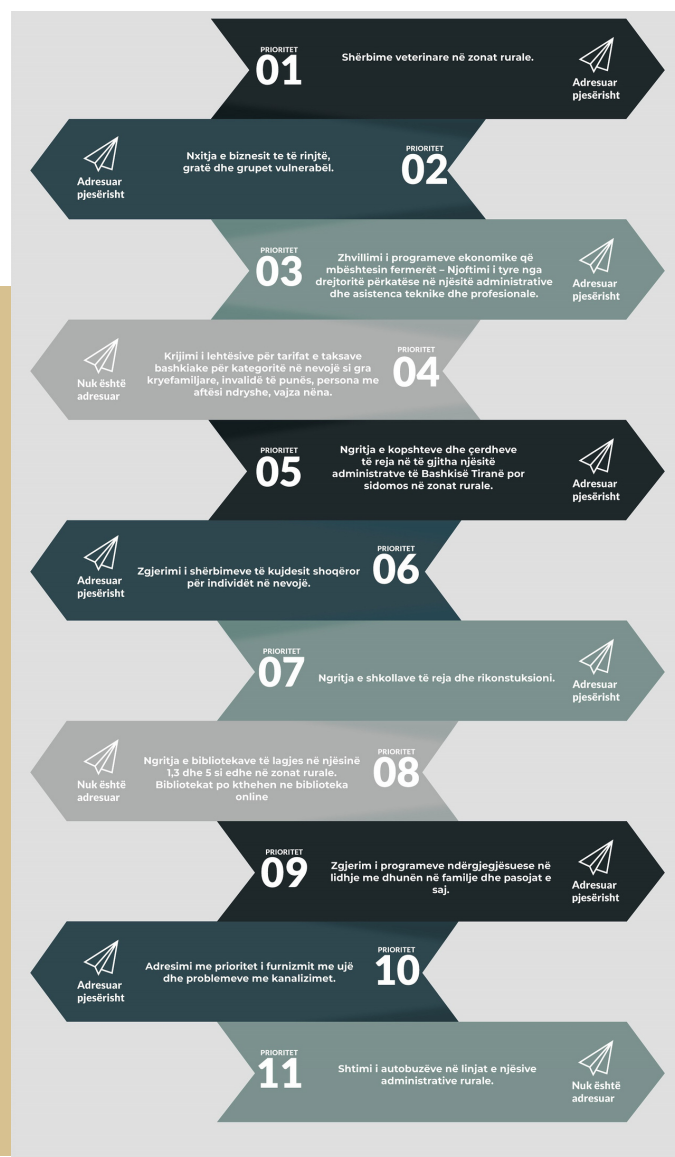 PRIORITET
01
Shërbime veterinare në zonat rurale.
Adresuar
pjesërisht
Adresuar
pjesërisht
Nxitja e biznesit te të rinjtë,
gratë dhe grupet vulnerabël.
PRIORITET
02
PRIORITET
03
Zhvillimi i programeve ekonomike që
mbështesin fermerët – Njoftimi i tyre nga
drejtoritë përkatëse në njësitë administrative
dhe asistenca teknike dhe profesionale.
Adresuar
pjesërisht
Nuk është
adresuar
Krijimi i lehtësive për tarifat e taksave
bashkiake për kategoritë në nevojë si gra
kryefamiljare, invalidë të punës, persona me
aftësi ndryshe, vajza nëna.
PRIORITET
04
PRIORITET
05
Ngritja e kopshteve dhe çerdheve
të reja në të gjitha njësitë
administratve të Bashkisë Tiranë por
sidomos në zonat rurale.
Adresuar
pjesërisht
Adresuar
pjesërisht
Zgjerimi i shërbimeve të kujdesit shoqëror
për individët në nevojë.
PRIORITET
06
PRIORITET
07
Ngritja e shkollave të reja dhe rikonstuksioni.
Adresuar
pjesërisht
Nuk është
adresuar
Ngritja e bibliotekave të lagjes në njësinë
1,3 dhe 5 si edhe në zonat rurale.
Bibliotekat po kthehen ne biblioteka
online
PRIORITET
08
PRIORITET
09
Zgjerim i programeve ndërgjegjësuese në
lidhje me dhunën në familje dhe pasojat e
saj.
Adresuar
pjesërisht
Adresuar
pjesërisht
Adresimi me prioritet i furnizmit me ujë
dhe problemeve me kanalizimet.
PRIORITET
10
PRIORITET
11
Shtimi i autobuzëve në linjat e njësive
administrative rurale.
Nuk është
adresuar